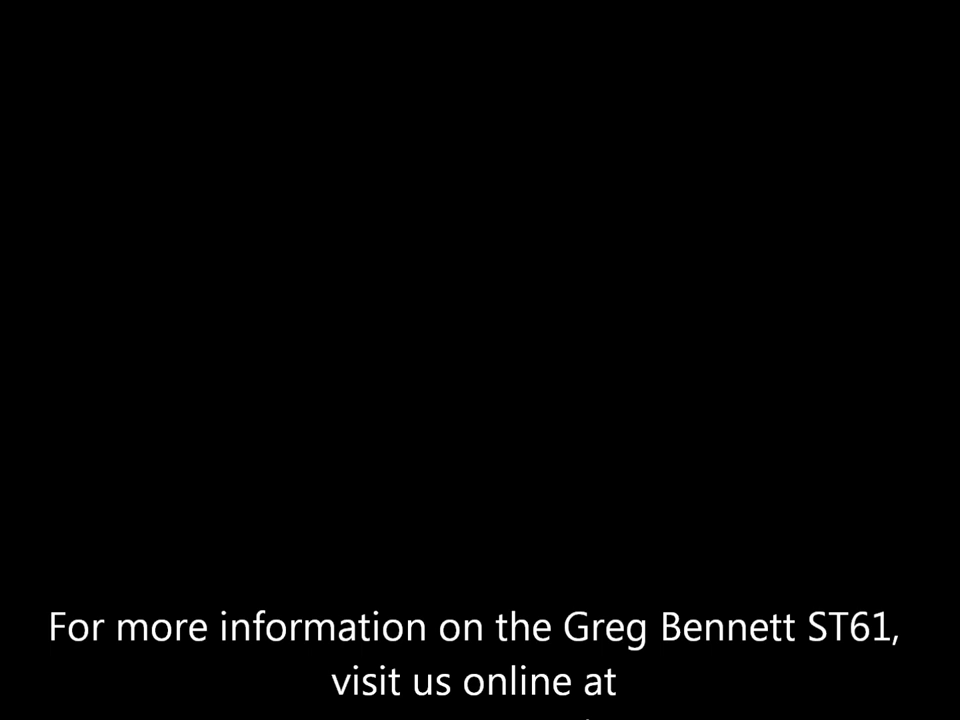 For more information on the Greg Bennett ST61,
visit us online at